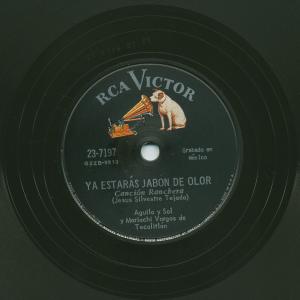 RCA VICTOR
23-7197
Grabado en
México
YA ESTARÁS JABON DE OLOR
Canción Ranchera
(Jesus Silvestre Tejada)
Aguila y Sol
y Mariachi Vargas de
Tecalitlán